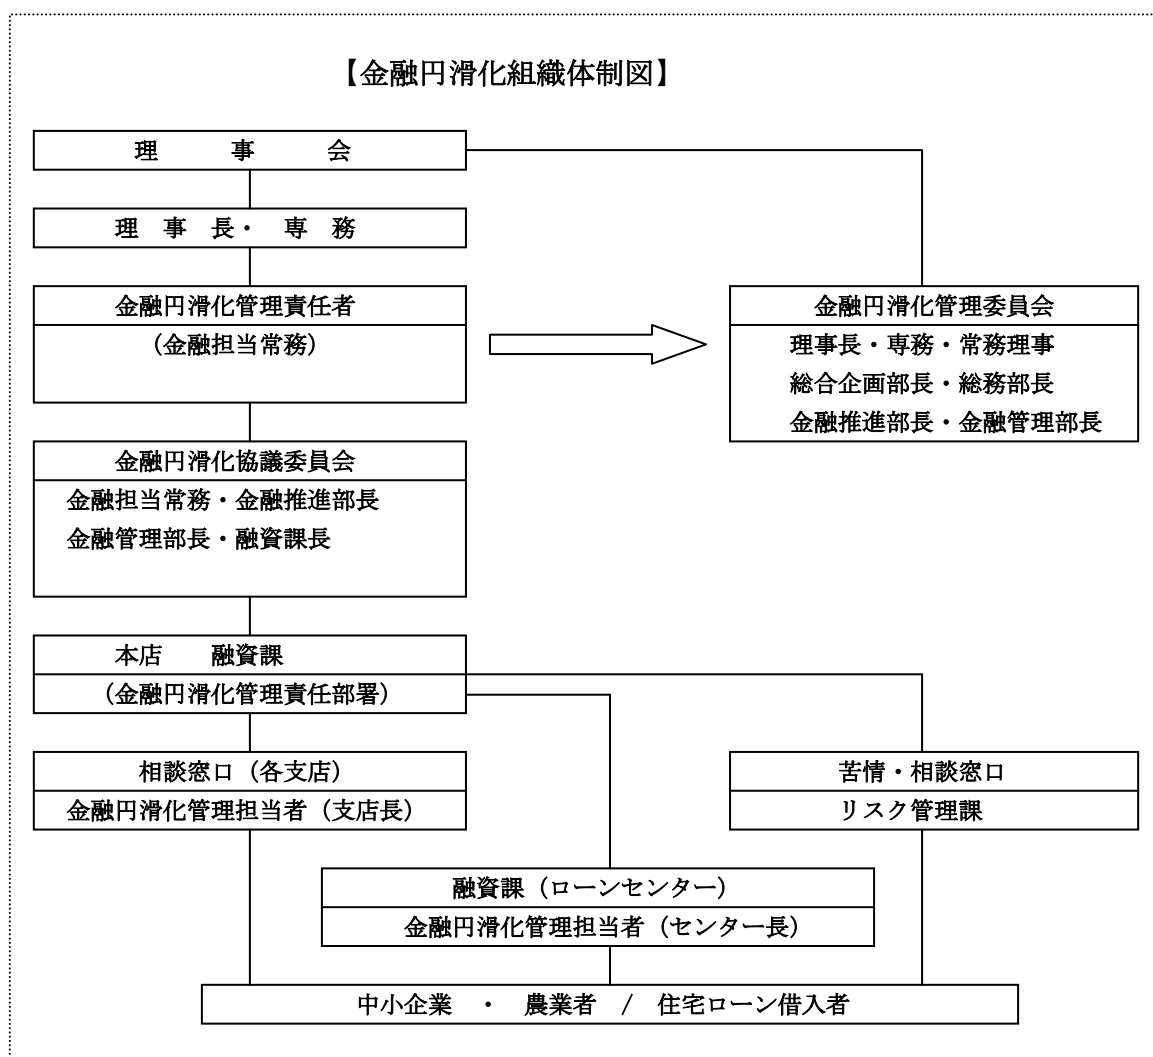 【金融円滑化組織体制図】
理　事　会
理　事　長・　専　務
金融円滑化管理責任者
(金融担当常務)
金融円滑化管理委員会
理事長・専務・常務理事
総合企画部長・総務部長
金融推進部長・金融管理部長
金融円滑化協議委員会
金融担当常務・金融推進部長
金融管理部長・融資課長
本店　融資課
(金融円滑化管理責任部署)
相談窓口（各支店）
金融円滑化管理担当者（支店長）
苦情・相談窓口
リスク管理課
融資課（ローンセンター）
金融円滑化管理担当者（センター長）
中小企業　・　農業者　/　住宅ローン借入者